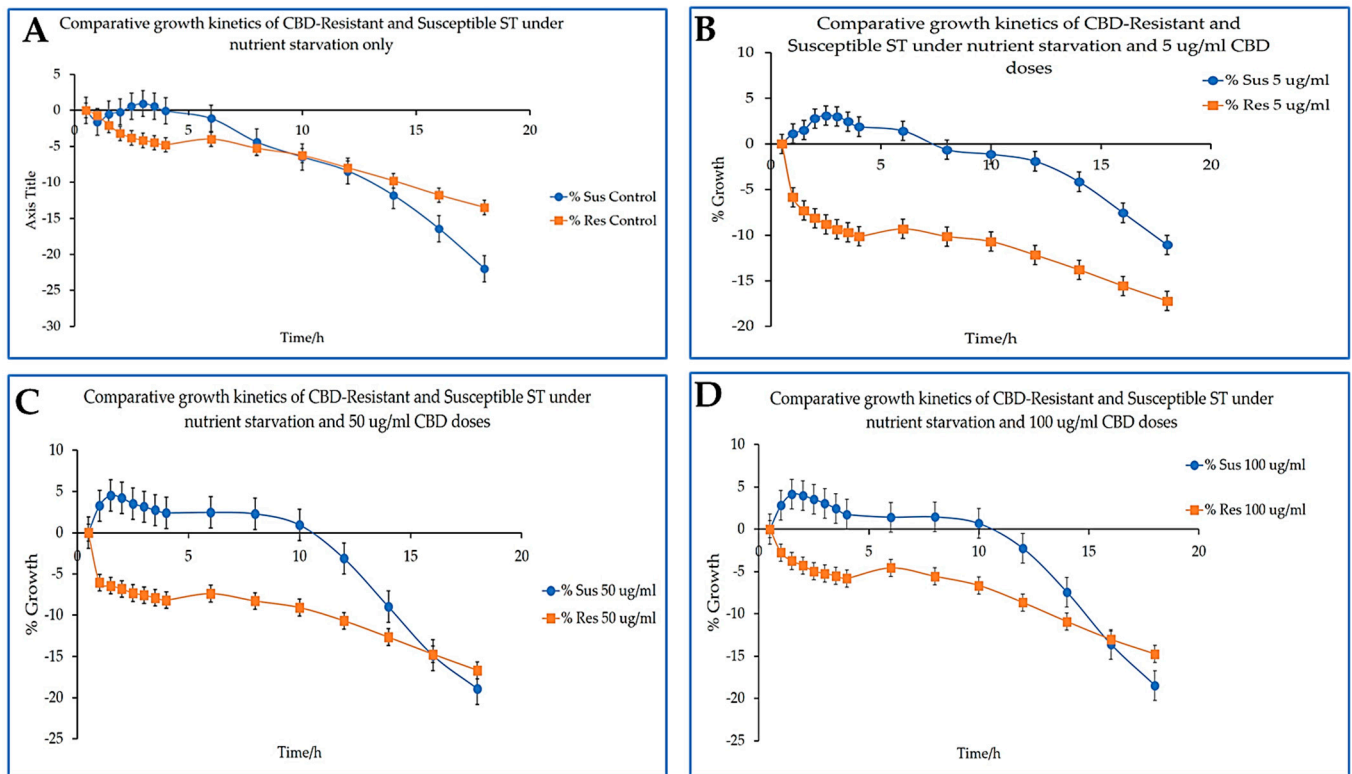 A
Comparative growth kinetics of CBD-Resistant and Susceptible ST under
nutrient starvation only
5
0
-5
-10
-15
-20
-25
-30
0
5
10
15
20
Axis Title
Time/h
% Sus Control
% Res Control
B
Comparative growth kinetics of CBD-Resistant and
Susceptible ST under nutrient starvation and 5 ug/ml CBD
doses
10
5
0
-5
-10
-15
-20
0
5
10
15
20
% Growth
Time/h
% Sus 5 ug/ml
% Res 5 ug/ml
C
Comparative growth kinetics of CBD-Resistant and Susceptible ST under
nutrient starvation and 50 ug/ml CBD doses
10
5
0
-5
-10
-15
-20
-25
0
5
10
15
20
% Growth
Time/h
% Sus 50 ug/ml
% Res 50 ug/ml
D
Comparative growth kinetics of CBD-Resistant and Susceptible ST under
nutrient starvation and 100 ug/ml CBD doses
10
5
0
-5
-10
-15
-20
-25
0
5
10
15
20
% Growth
Time/h
% Sus 100 ug/ml
% Res 100 ug/ml